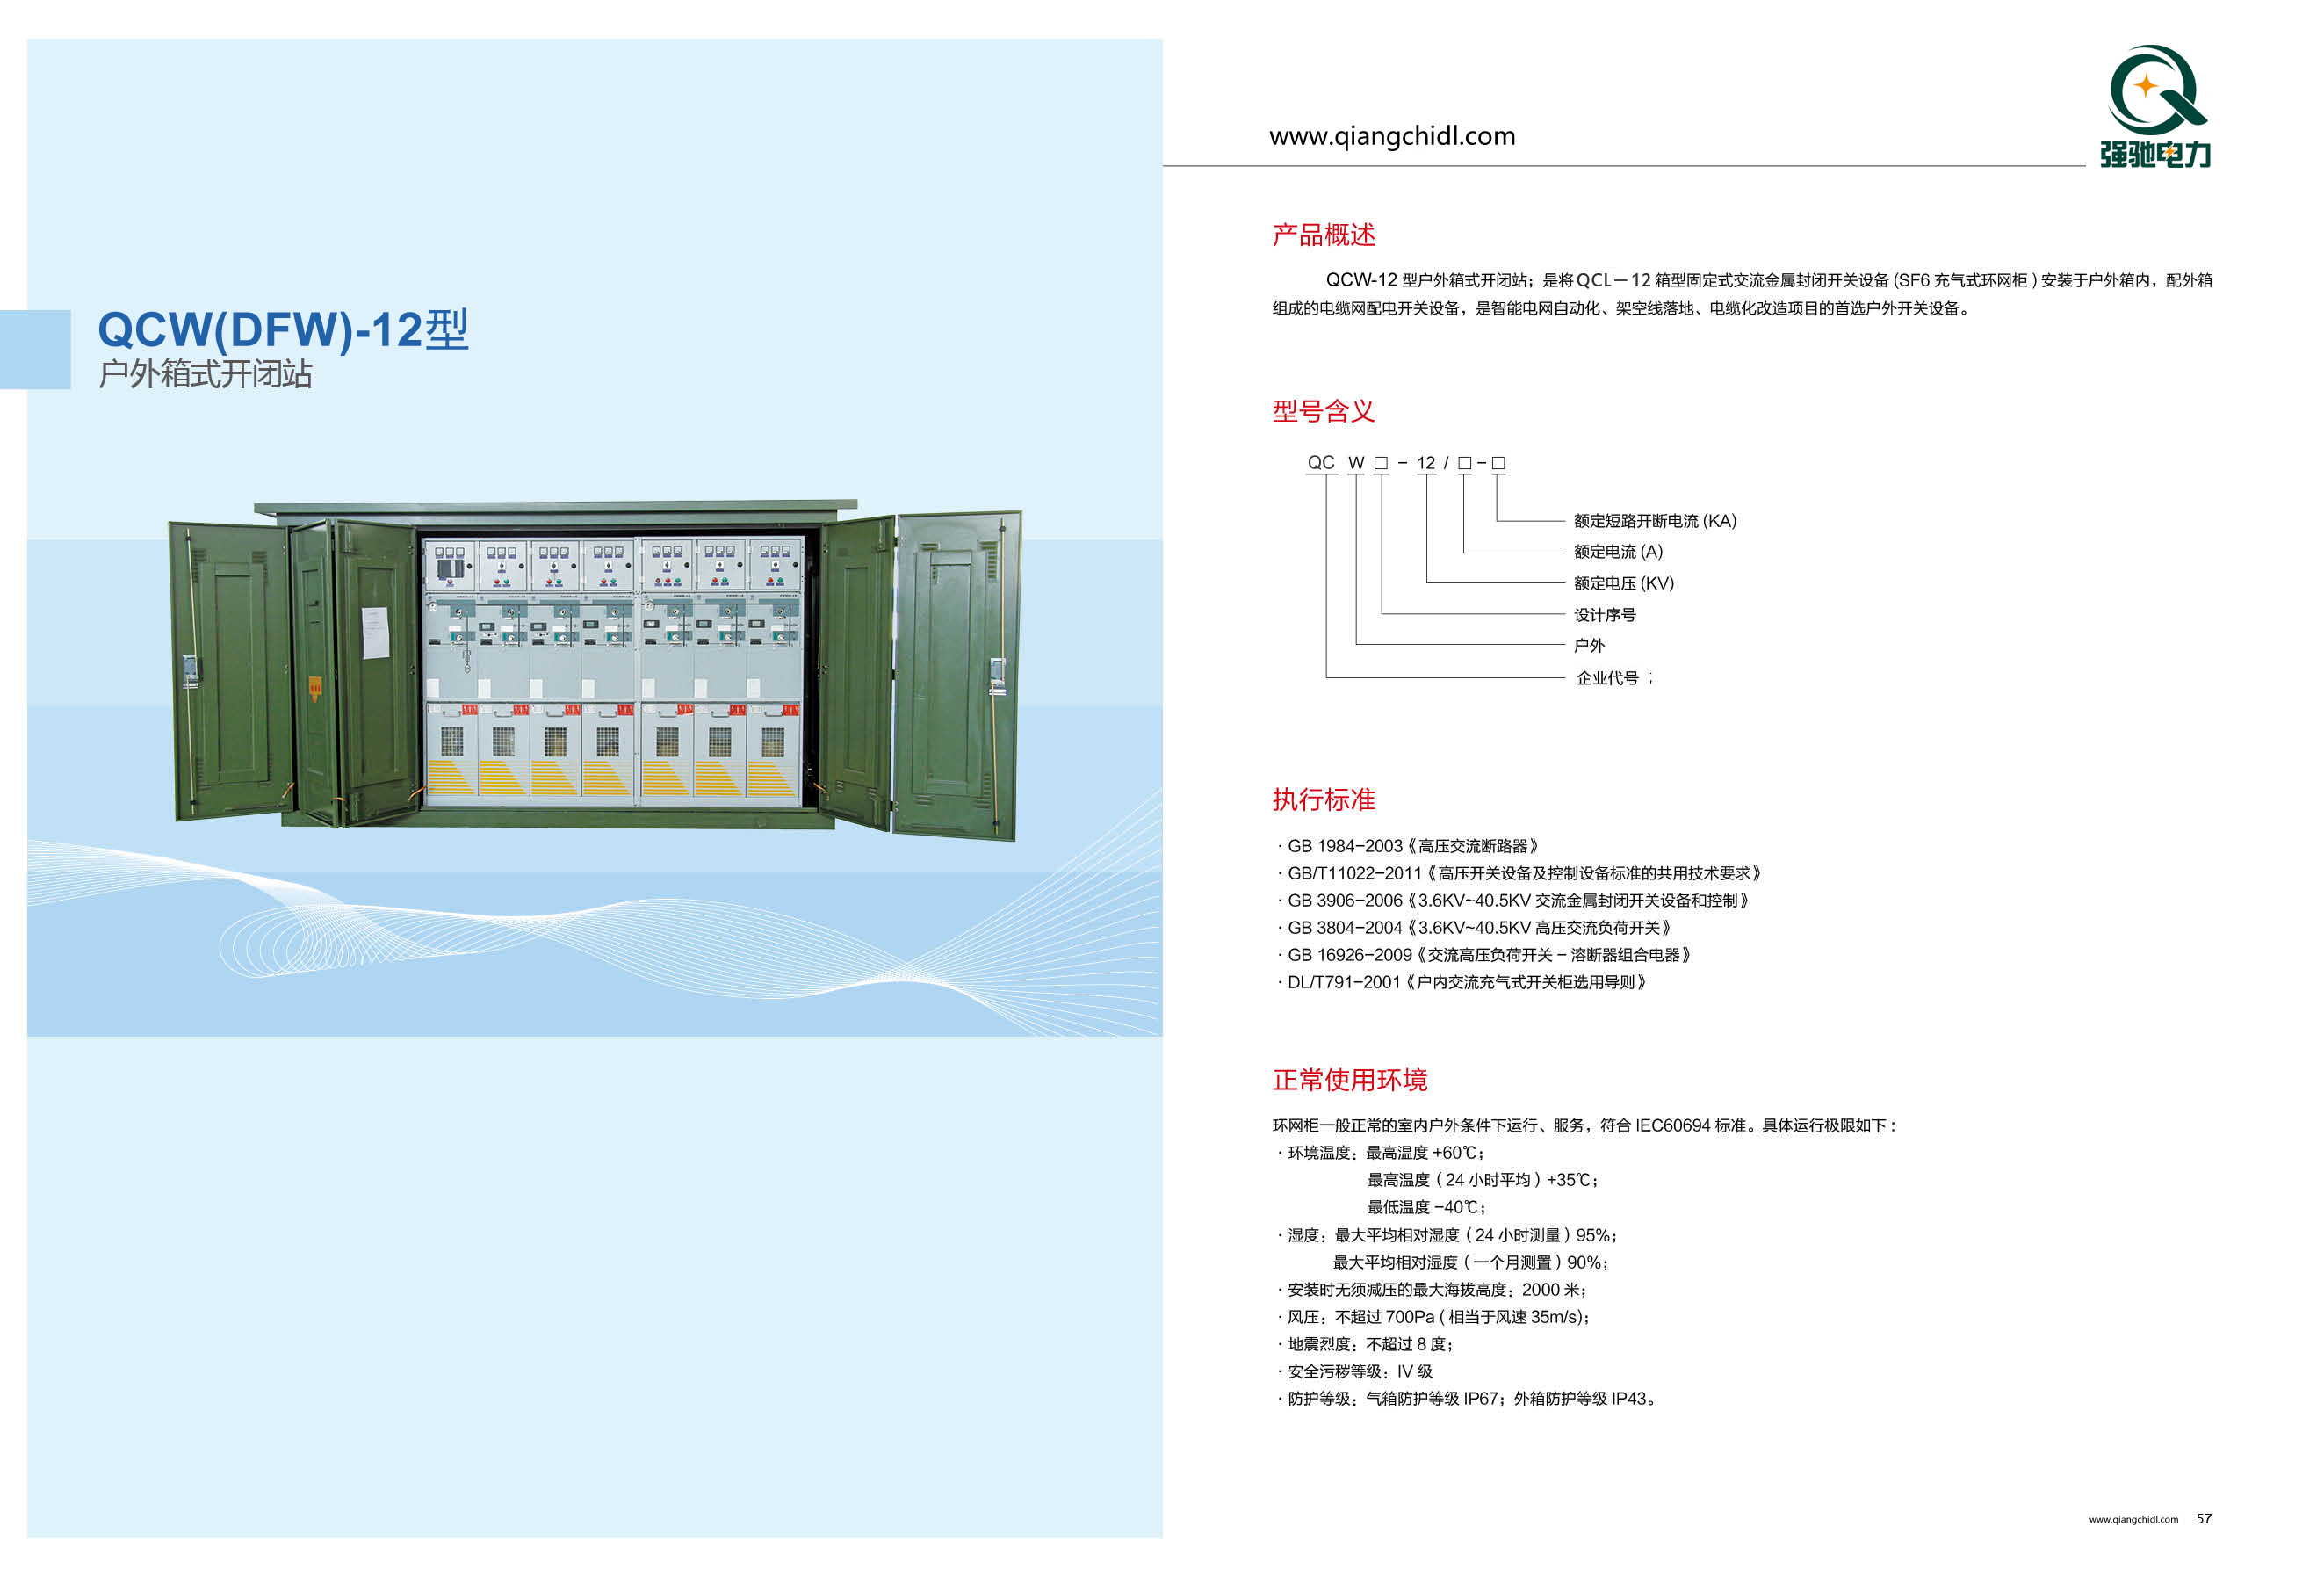 www.qiangchidl.com
强驰电力
QCW(DFW)-12型
户外箱式开闭站
产品概述
QCW-12 型户外箱式开闭站；是将QCL－12 箱型固定式交流金属封闭开关设备 (SF6 充气式环网柜 ) 安装于户外箱内，配外箱
组成的电缆网配电开关设备，是智能电网自动化、架空线落地、电缆化改造项目的首选户外开关设备。
型号含义
QC W □ - 12 / □ - □
额定短路开断电流 (KA)
额定电流 (A)
额定电压 (KV)
设计序号
户外
企业代号 ；
执行标准
· GB 1984-2003《高压交流断路器》
· GB/T11022-2011《高压开关设备及控制设备标准的共用技术要求》
· GB 3906-2006《3.6KV~40.5KV 交流金属封闭开关设备和控制》
· GB 3804-2004《3.6KV~40.5KV 高压交流负荷开关》
· GB 16926-2009《交流高压负荷开关 - 溶断器组合电器》
· DL/T791-2001《户内交流充气式开关柜选用导则》
正常使用环境
环网柜一般正常的室内户外条件下运行、服务，符合 IEC60694 标准。具体运行极限如下：
· 环境温度：最高温度 +60℃；
最高温度（24 小时平均）+35℃；
最低温度 -40℃；
· 湿度：最大平均相对湿度（24 小时测量）95%；
最大平均相对湿度（一个月测置）90%；
· 安装时无须减压的最大海拔高度：2000 米；
· 风压：不超过 700Pa ( 相当于风速 35m/s)；
· 地震烈度：不超过 8 度；
· 安全污秽等级：IV 级
· 防护等级：气箱防护等级 IP67；外箱防护等级 IP43。
www.qiangchidl.com 57